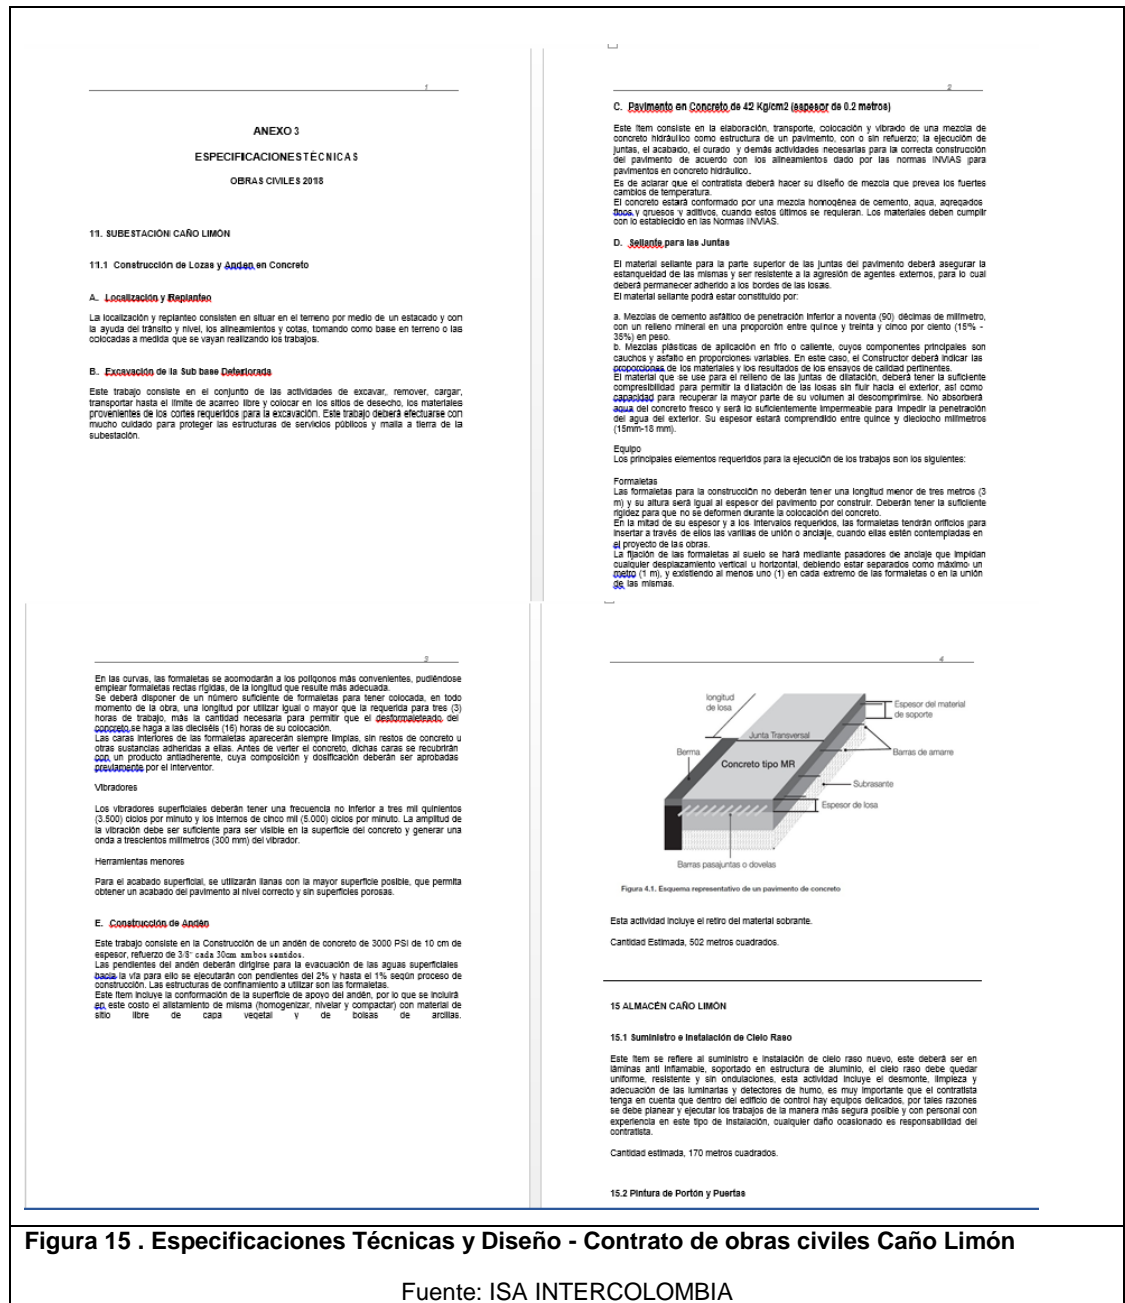 1
ANEXO 3
ESPECIFICACIONES TÉCNICAS
OBRAS CIVILES 2018
11. SUBESTACIÓN CAÑO LIMÓN
11.1 Construcción de Lozas y Anden en Concreto
A. Localización y Replanteo
La localización y replanteo consisten en situar en el terreno por medio de un estacado y con
la ayuda del tránsito y nivel, los alineamientos y cotas, tomando como base en terreno o las
colocadas a medida que se vayan realizando los trabajos.
B. Excavación de la Sub base Deteriorada
Este trabajo consiste en el conjunto de las actividades de excavar, remover, cargar,
transportar hasta el límite de acarreo libre y colocar en los sitios de desecho, los materiales
provenientes de los cortes requeridos para la excavación. Este trabajo deberá efectuarse con
mucho cuidado para proteger las estructuras de servicios públicos y malla a tierra de la
subestación.
2
C. Pavimento en Concreto de 42 Kg/cm2 (espesor de 0.2 metros)
Este ítem consiste en la elaboración, transporte, colocación y vibrado de una mezcla de
concreto hidráulico como estructura de un pavimento, con o sin refuerzo; la ejecución de
juntas, el acabado, el curado y demás actividades necesarias para la correcta construcción
del pavimento de acuerdo con los alineamientos dado por las normas INVIAS para
pavimentos en concreto hidráulico.
Es de aclarar que el contratista deberá hacer su diseño de mezcla que prevea los fuertes
cambios de temperatura.
El concreto estará conformado por una mezcla homogénea de cemento, agua, agregados
finos y gruesos y aditivos, cuando estos últimos se requieran. Los materiales deben cumplir
con lo establecido en las Normas INVIAS.
D. Sellante para las Juntas
El material sellante para la parte superior de las juntas del pavimento deberá asegurar la
estanqueidad de las mismas y ser resistente a la agresión de agentes externos, para lo cual
deberá permanecer adherido a los bordes de las losas.
El material sellante podrá estar constituido por:
a. Mezclas de cemento asfáltico de penetración inferior a noventa (90) décimas de milímetro,
con un relleno mineral en una proporción entre quince y treinta y cinco por ciento (15% -
35%) en peso.
b. Mezclas plásticas de aplicación en frío o caliente, cuyos componentes principales son
cauchos y asfalto en proporciones variables. En este caso, el Constructor deberá indicar las
proporciones de los materiales y los resultados de los ensayos de calidad pertinentes.
El material que se use para el relleno de las juntas de dilatación, deberá tener la suficiente
compresibilidad para permitir la dilatación de las losas sin fluir hacia el exterior, así como
capacidad para recuperar la mayor parte de su volumen al descomprimirse. No absorberá
agua del concreto fresco y será lo suficientemente impermeable para impedir la penetración
del agua del exterior. Su espesor estará comprendido entre quince y dieciocho milímetros
(15mm-18 mm).
Equipo
Los principales elementos requeridos para la ejecución de los trabajos son los siguientes:
Formaletas
Las formaletas para la construcción no deberán tener una longitud menor de tres metros (3
m) y su altura será igual al espesor del pavimento por construir. Deberán tener la suficiente
rigidez para que no se deformen durante la colocación del concreto.
En la mitad de su espesor y a los intervalos requeridos, las formaletas tendrán orificios para
insertar a través de ellos las varillas de unión o anclaje, cuando ellas estén contempladas en
el proyecto de las obras.
La fijación de las formaletas al suelo se hará mediante pasadores de anclaje que impidan
cualquier desplazamiento vertical u horizontal, debiendo estar separados como máximo un
metro (1 m), y existiendo al menos uno (1) en cada extremo de las formaletas o en la unión
de las mismas.
3
En las curvas, las formaletas se acomodarán a los polígonos más convenientes, pudiéndose
emplear formaletas rectas rígidas, de la longitud que resulte más adecuada.
Se deberá disponer de un número suficiente de formaletas para tener colocada, en todo
momento de la obra, una longitud por utilizar igual o mayor que la requerida para tres (3)
horas de trabajo, más la cantidad necesaria para permitir que el desformaleteado del
concreto se haga a las dieciséis (16) horas de su colocación.
Las caras interiores de las formaletas aparecerán siempre limpias, sin restos de concreto u
otras sustancias adheridas a ellas. Antes de verter el concreto, dichas caras se recubrirán
con un producto antiadherente, cuya composición y dosificación deberán ser aprobadas
previamente por el Interventor.
Vibradores
Los vibradores superficiales deberán tener una frecuencia no inferior a tres mil quinientos
(3.500) ciclos por minuto y los internos de cinco mil (5.000) ciclos por minuto. La amplitud de
la vibración debe ser suficiente para ser visible en la superficie del concreto y generar una
onda a trescientos milímetros (300 mm) del vibrador.
Herramientas menores
Para el acabado superficial, se utilizarán llanas con la mayor superficie posible, que permita
obtener un acabado del pavimento al nivel correcto y sin superficies porosas.
E. Construcción de Andén
Este trabajo consiste en la Construcción de un andén de concreto de 3000 PSI de 10 cm de
espesor, refuerzo de 3/8" cada 30cm ambos sentidos.
Las pendientes del andén deberán dirigirse para la evacuación de las aguas superficiales
hacia la vía para ello se ejecutarán con pendientes del 2% y hasta el 1% según proceso de
construcción. Las estructuras de confinamiento a utilizar son las formaletas.
Este ítem incluye la conformación de la superficie de apoyo del andén, por lo que se incluirá
en este costo el alistamiento de misma (homogenizar, nivelar y compactar) con material de
sitio libre de capa vegetal y de bolsas de arcillas.
4
longitud
de losa
Espesor del material
de soporte
Junta Transversal
Berma
Barras de amarre
Concreto tipo MR
Subrasante
Espesor de losa
Barras pasajuntas o dovelas
Figura 4.1. Esquema representativo de un pavimento de concreto
Esta actividad incluye el retiro del material sobrante.
Cantidad Estimada, 502 metros cuadrados.
15 ALMACÉN CAÑO LIMÓN
15.1 Suministro e Instalación de Cielo Raso
Este ítem se refiere al suministro e instalación de cielo raso nuevo, este deberá ser en
láminas anti inflamable, soportado en estructura de aluminio, el cielo raso debe quedar
uniforme, resistente y sin ondulaciones, esta actividad incluye el desmonte, limpieza y
adecuación de las luminarias y detectores de humo, es muy importante que el contratista
tenga en cuenta que dentro del edificio de control hay equipos delicados, por tales razones
se debe planear y ejecutar los trabajos de la manera más segura posible y con personal con
experiencia en este tipo de instalación, cualquier daño ocasionado es responsabilidad del
contratista.
Cantidad estimada, 170 metros cuadrados.
15.2 Pintura de Portón y Puertas
Figura 15 . Especificaciones Técnicas y Diseño - Contrato de obras civiles Caño Limón
Fuente: ISA INTERCOLOMBIA